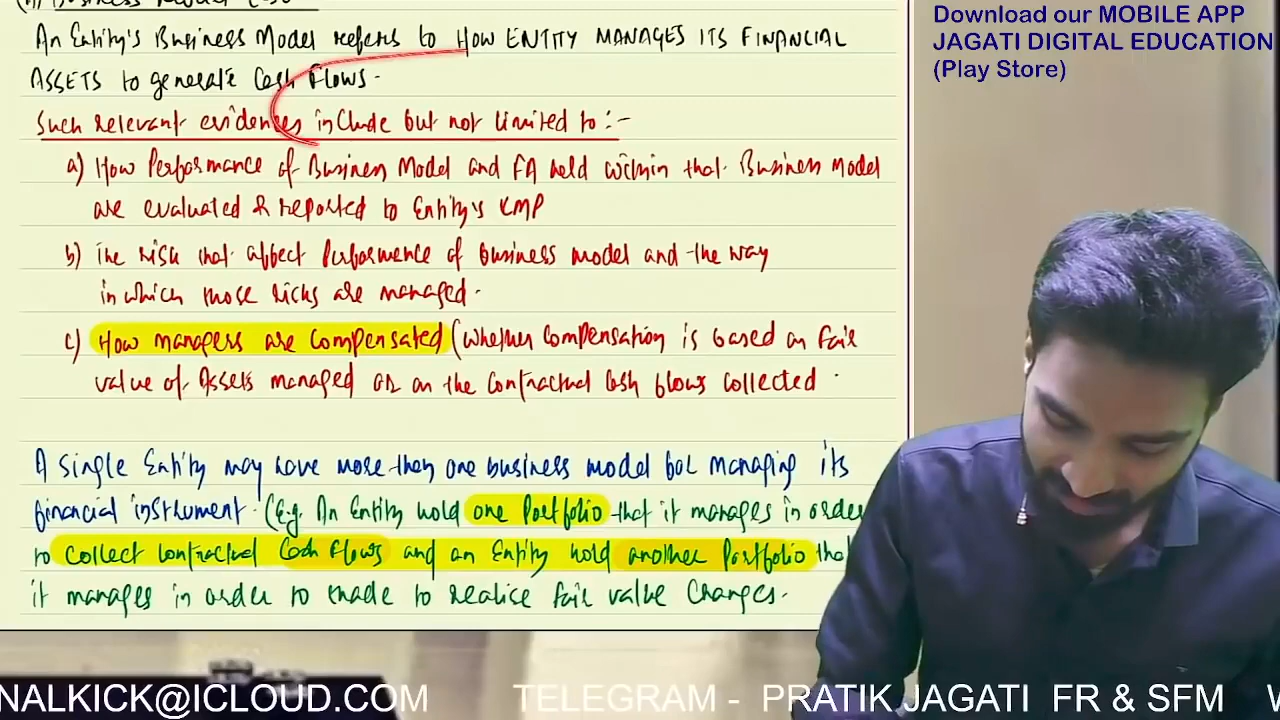 Business Model
An Entity's Business Model refers to HOW ENTITY MANAGES ITS FINANCIAL
ASSETS to generate Cash Flows.
Such relevant evidences include but not limited to :-
a) How Performance of Business Model and FA held within that Business Model
are evaluated & reported to Entity's KMP
b) The risk that affect Performance of business model and the way
in which those risks are managed.
c) How managers are compensated (whether compensation is based on fair
value of Assets managed or on the contractual cash flows collected.
A single Entity may have more than one business model for managing its
financial instrument. (E.g. An Entity hold one Portfolio that it manages in order
to collect contractual Cash Flows and an Entity hold another Portfolio that
it manages in order to trade to realise fair value changes.
Download our MOBILE APP
JAGATI DIGITAL EDUCATION
(Play Store)
NALKICK@ICLOUD.COM TELEGRAM - PRATIK JAGATI FR & SFM